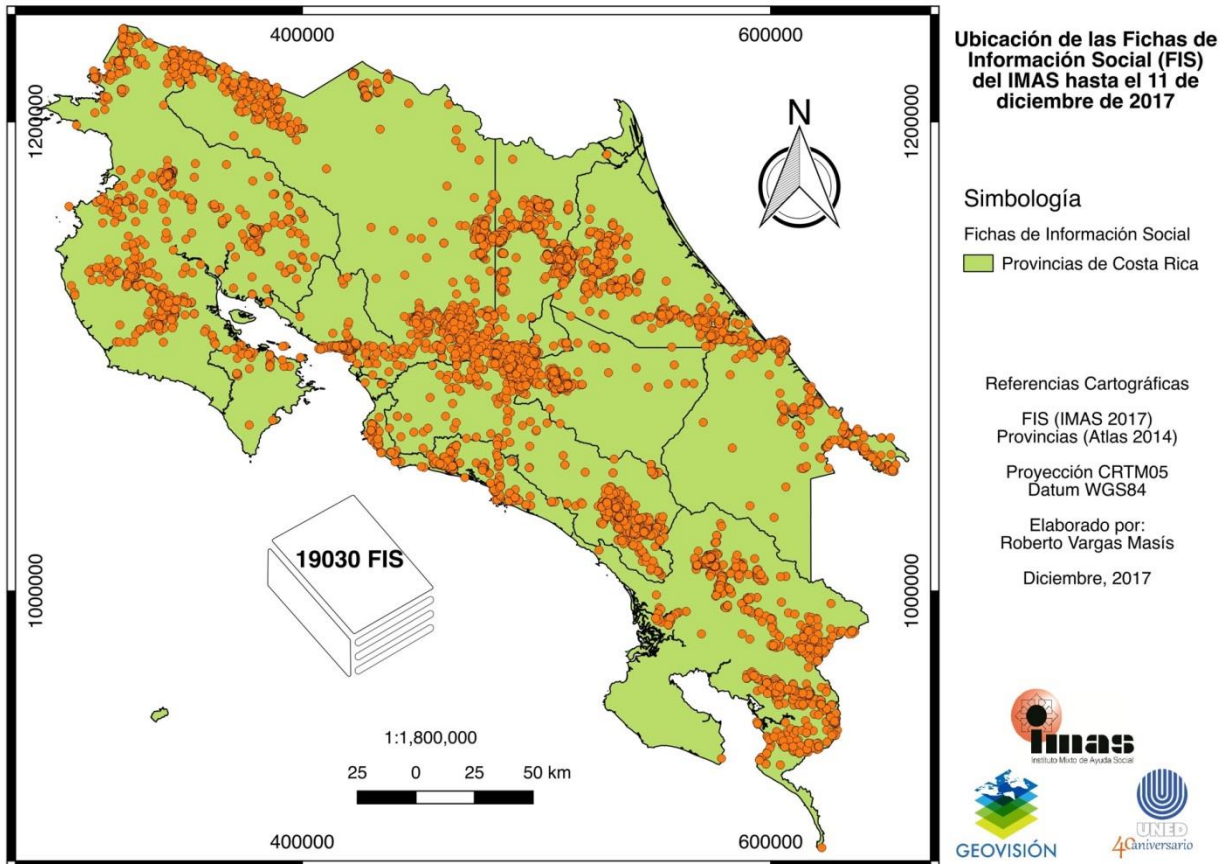 400000
600000
1200000
1200000
1000000
1000000
N
19030 FIS
1:1,800,000
25 0 25 50 km
400000
600000
Ubicación de las Fichas de
Información Social (FIS)
del IMAS hasta el 11 de
diciembre de 2017
Simbología
Fichas de Información Social
Provincias de Costa Rica
Referencias Cartográficas
FIS (IMAS 2017)
Provincias (Atlas 2014)
Proyección CRTM05
Datum WGS84
Elaborado por:
Roberto Vargas Masís
Diciembre, 2017
imas
Instituto Mixto de Ayuda Social
GEOVISIÓN
UNED
40 aniversario